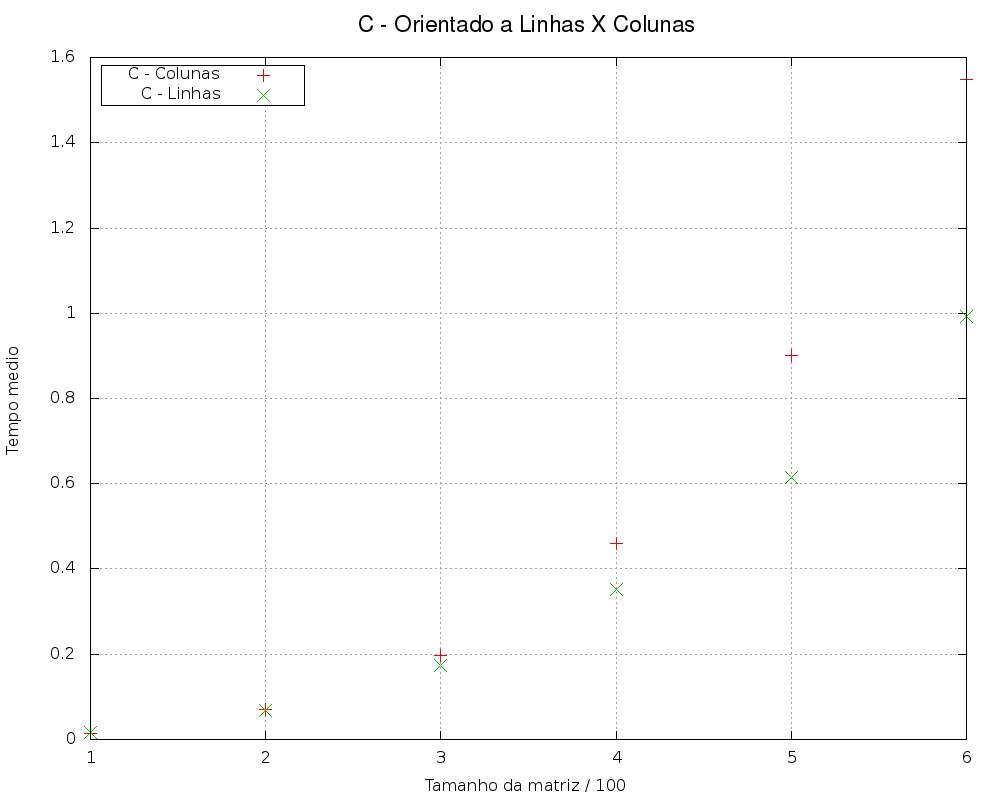 C - Orientado a Linhas X Colunas
1.6
C - Colunas
C - Linhas
1.4
1.2
1
0.8
0.6
0.4
0.2
0
Tempo medio
1 2 3 4 5 6
Tamanho da matriz / 100